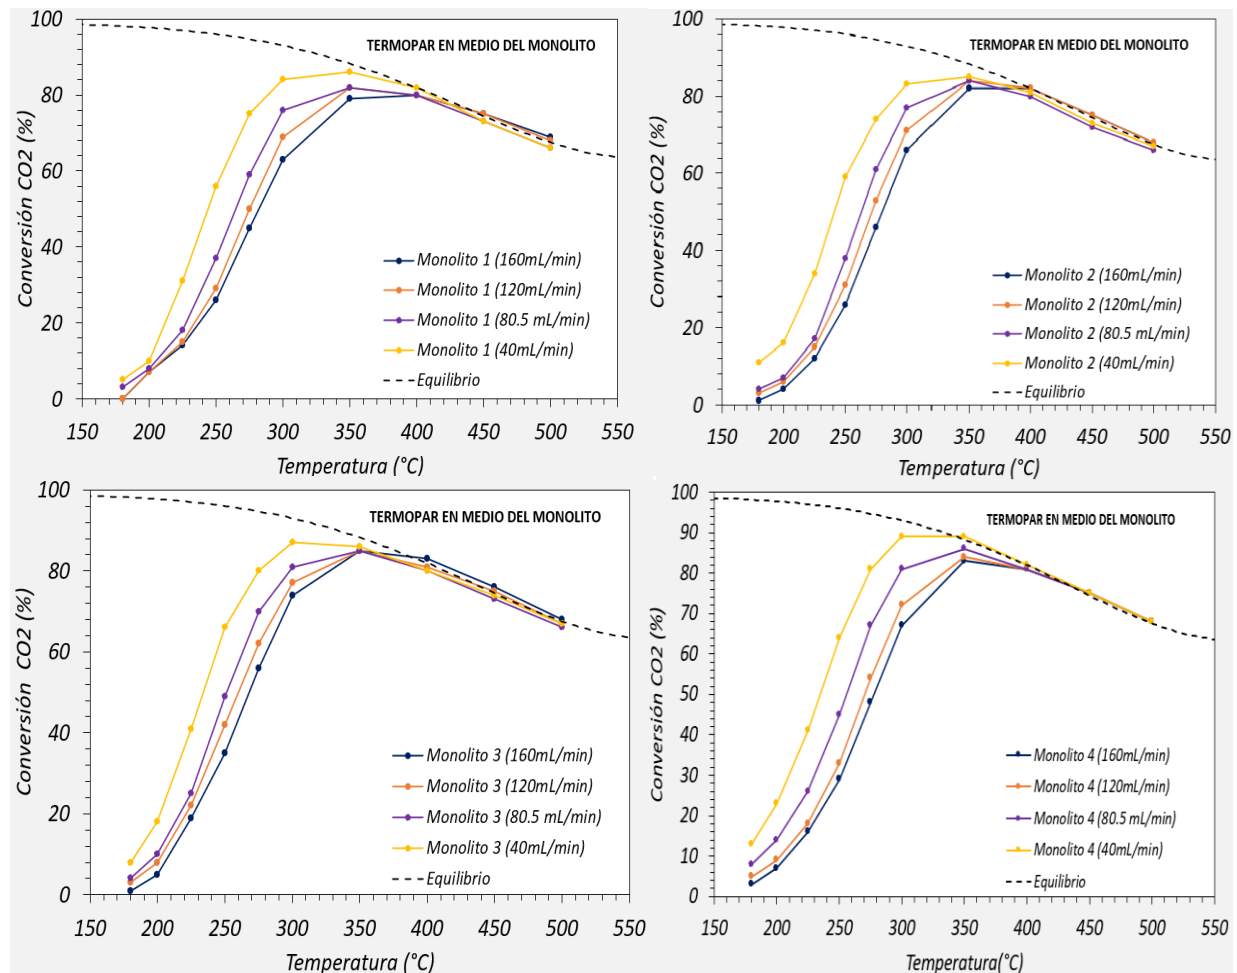 TERMOPAR EN MEDIO DEL MONOLITO
Conversión CO2 (%)
100
80
60
40
20
0
Monolito 1 (160mL/min)
Monolito 1 (120mL/min)
Monolito 1 (80.5 mL/min)
Monolito 1 (40mL/min)
Equilibrio
150 200 250 300 350 400 450 500 550
Temperatura (°C)
TERMOPAR EN MEDIO DEL MONOLITO
Conversión CO2 (%)
100
80
60
40
20
0
Monolito 2 (160mL/min)
Monolito 2 (120mL/min)
Monolito 2 (80.5 mL/min)
Monolito 2 (40mL/min)
Equilibrio
150 200 250 300 350 400 450 500 550
Temperatura (°C)
TERMOPAR EN MEDIO DEL MONOLITO
Conversión CO2 (%)
100
80
60
40
20
0
Monolito 3 (160mL/min)
Monolito 3 (120mL/min)
Monolito 3 (80.5 mL/min)
Monolito 3 (40mL/min)
Equilibrio
150 200 250 300 350 400 450 500 550
Temperatura (°C)
TERMOPAR EN MEDIO DEL MONOLITO
Conversión CO2 (%)
100
90
80
70
60
50
40
30
20
10
0
Monolito 4 (160mL/min)
Monolito 4 (120mL/min)
Monolito 4 (80.5 mL/min)
Monolito 4 (40mL/min)
Equilibrio
150 200 250 300 350 400 450 500 550
Temperatura(°C)